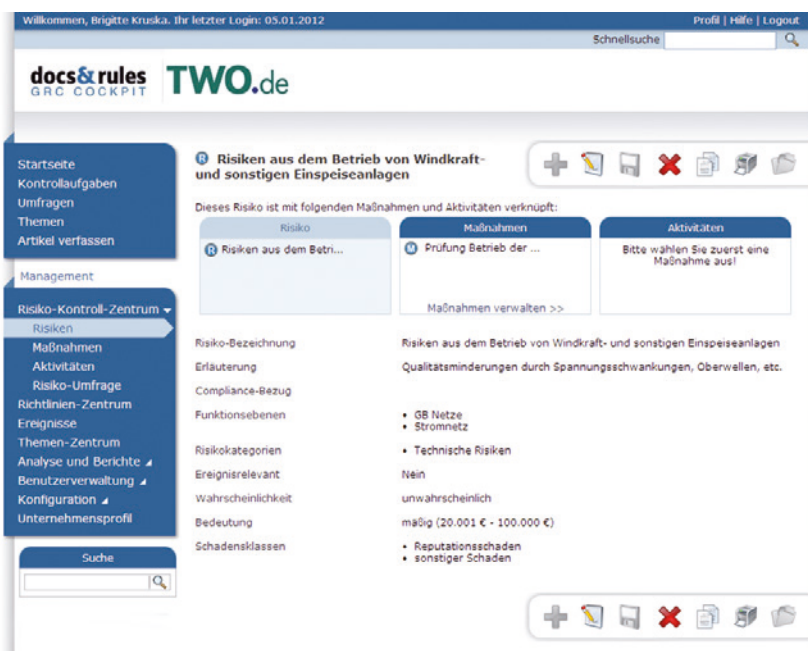 Willkommen, Brigitte Kruska. Ihr letzter Login: 05.01.2012
Profil | Hilfe | Logout
Schnellsuche
docs&rules
GRC COCKPIT
TWO.de
Startseite
Kontrollaufgaben
Umfragen
Themen
Artikel verfassen
Management
Risiko-Kontroll-Zentrum
Risiken
Maßnahmen
Aktivitäten
Risiko-Umfrage
Richtlinien-Zentrum
Ereignisse
Themen-Zentrum
Analyse und Berichte
Benutzerverwaltung
Konfiguration
Unternehmensprofil
Suche
R Risiken aus dem Betrieb von Windkraft-
und sonstigen Einspeiseanlagen
Dieses Risiko ist mit folgenden Maßnahmen und Aktivitäten verknüpft:
Risiko
R Risiken aus dem Betri...
Maßnahmen
M Prüfung Betrieb der ...
Maßnahmen verwalten >>
Aktivitäten
Bitte wählen Sie zuerst eine
Maßnahme aus!
Risiko-Bezeichnung Risiken aus dem Betrieb von Windkraft- und sonstigen Einspeiseanlagen
Erläuterung Qualitätsminderungen durch Spannungsschwankungen, Oberwellen, etc.
Compliance-Bezug
Funktionsebenen • GB Netze
• Stromnetz
Risikokategorien • Technische Risiken
Ereignisrelevant Nein
Wahrscheinlichkeit unwahrscheinlich
Bedeutung mäßig (20.001 € - 100.000 €)
Schadensklassen • Reputationsschaden
• sonstiger Schaden